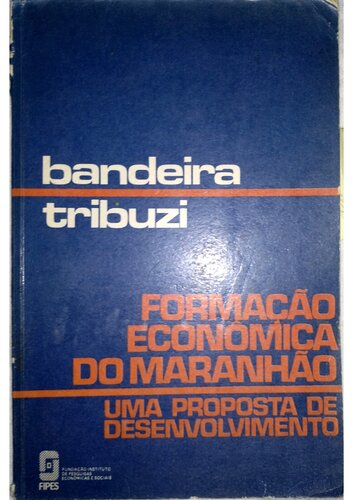 bandeira
tribuzi
FORMAÇÃO
ECONÔMICA
DO MARANHÃO
UMA PROPOSTA DE
DESENVOLVIMENTO
FUNDAÇÃO INSTITUTO
DE PESQUISAS
ECONÔMICAS E SOCIAIS
FIPES